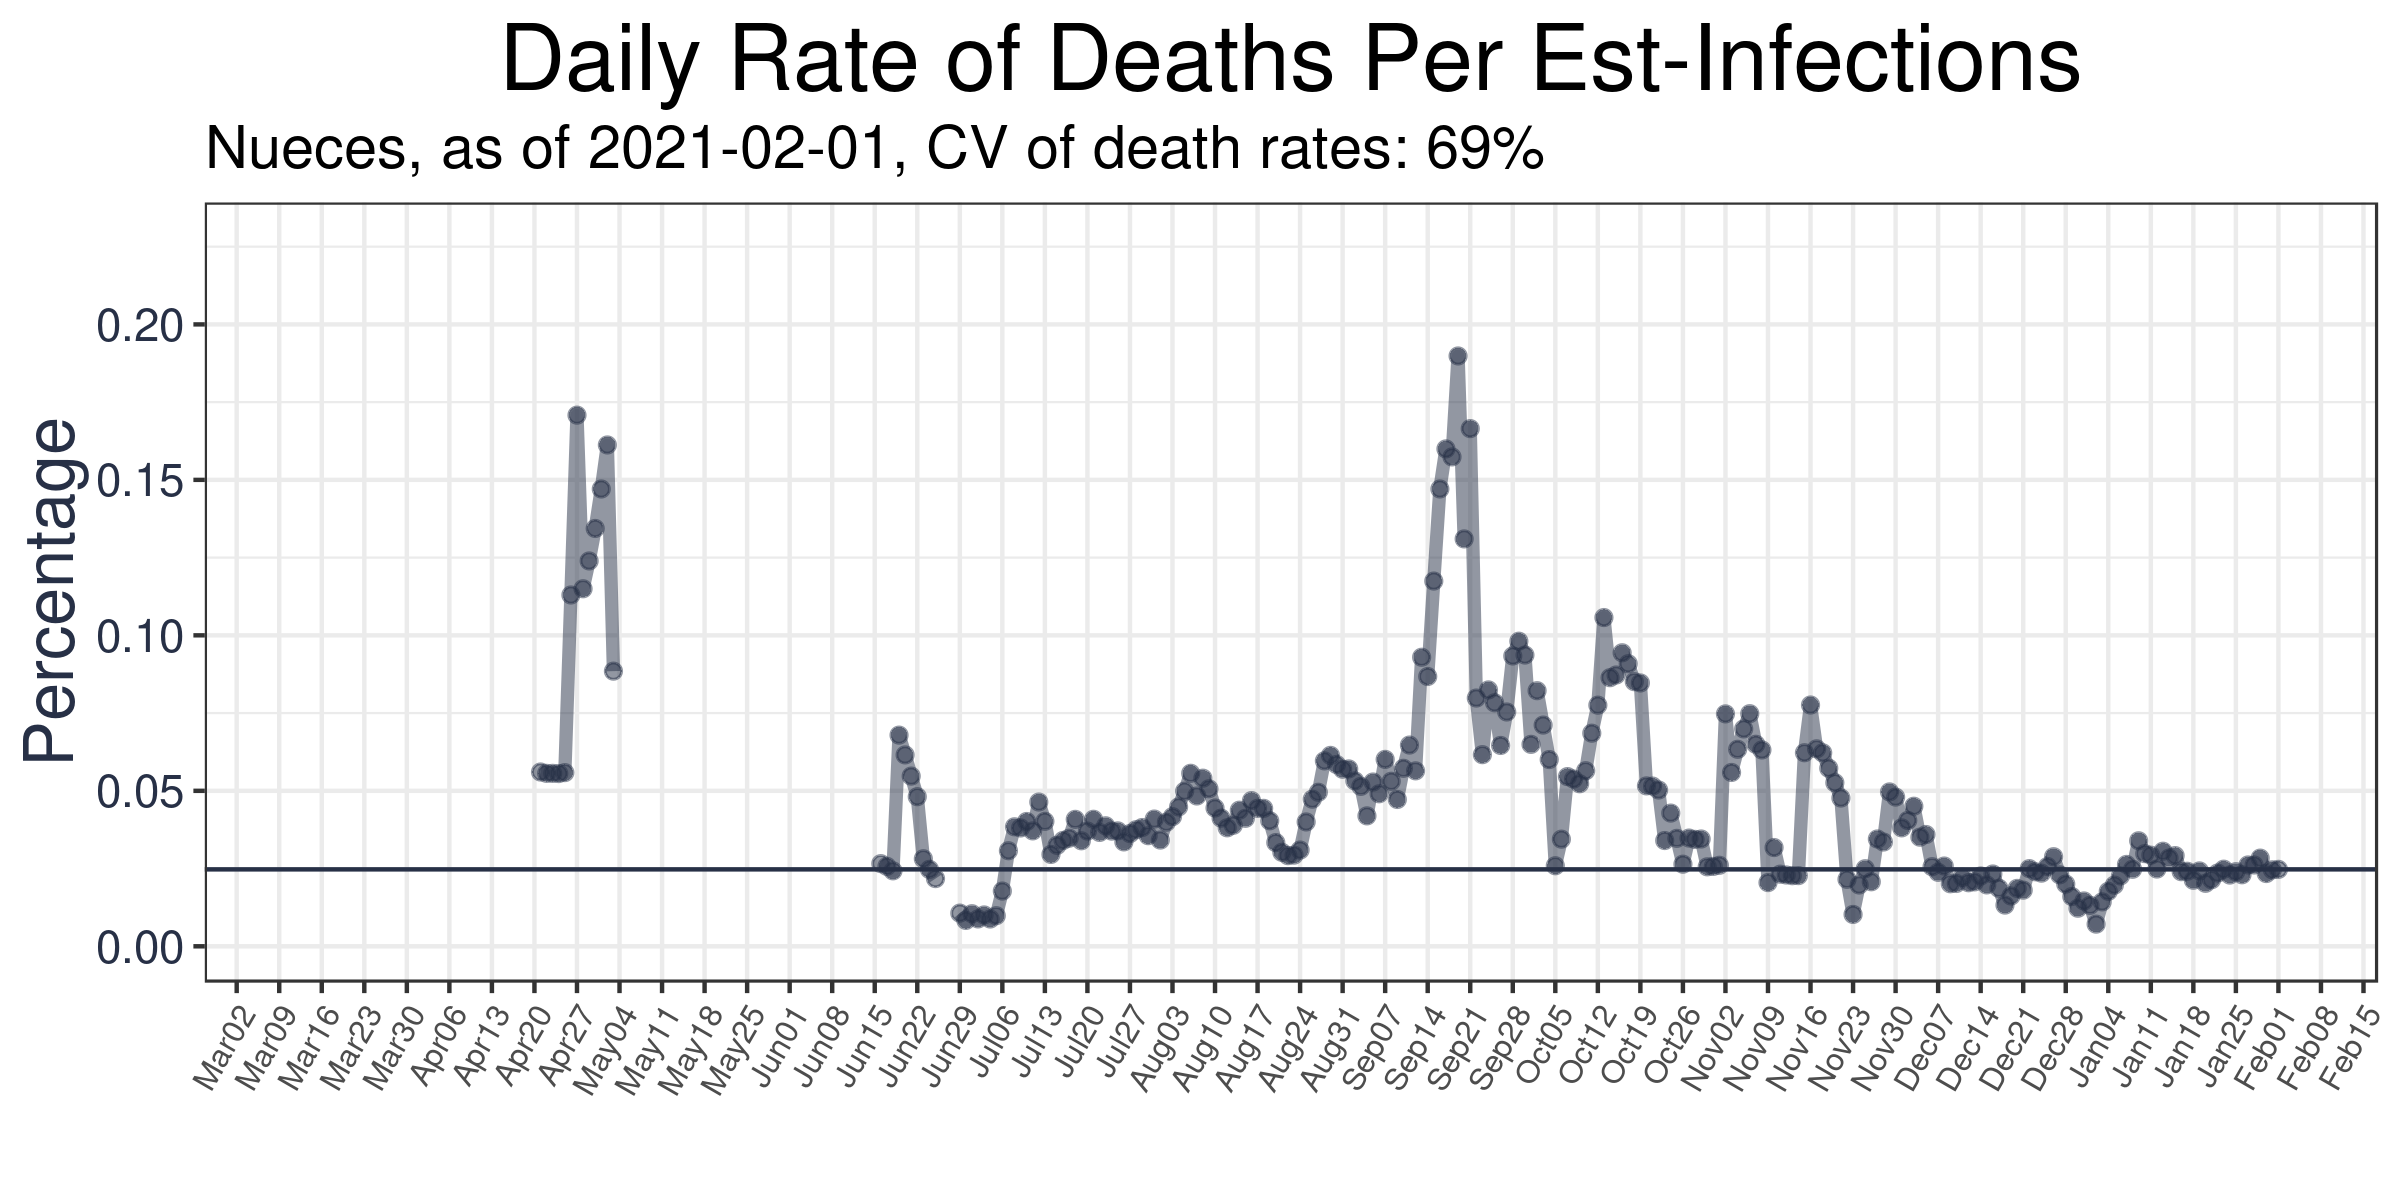 Daily Rate of Deaths Per Est-Infections
Nueces, as of 2021-02-01, CV of death rates: 69%
Percentage
0.20
0.15
0.10
0.05
0.00
Mar02
Mar09
Mar16
Mar23
Mar30
Apr06
Apr13
Apr20
Apr27
May04
May11
May18
May25
Jun01
Jun08
Jun15
Jun22
Jun29
Jul06
Jul13
Jul20
Jul27
Aug03
Aug10
Aug17
Aug24
Aug31
Sep07
Sep14
Sep21
Sep28
Oct05
Oct12
Oct19
Oct26
Nov02
Nov09
Nov16
Nov23
Nov30
Dec07
Dec14
Dec21
Dec28
Jan04
Jan11
Jan18
Jan25
Feb01
Feb08
Feb15